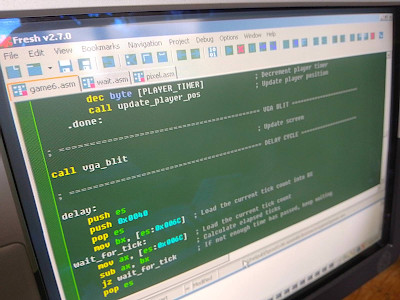 Fresh v2.7.0
File Edit View Bookmarks Navigation Project Debug Options Window Help
game6.asm wait.asm pixel.asm
dec byte [PLAYER_TIMER] ; Decrement player timer
call update_player_pos ; Update player position
.done:
; VGA BLIT
call vga_blit ; Update screen
; DELAY CYCLE
delay:
push es
push 0x0040
pop es
mov bx, [es:0x006C] ; Load the current tick count into BX
wait_for_tick:
mov ax, [es:0x006C] ; Load the current tick count
sub ax, bx ; Calculate elapsed ticks
jz wait_for_tick ; If not enough time has passed, keep waiting
pop es
Modified